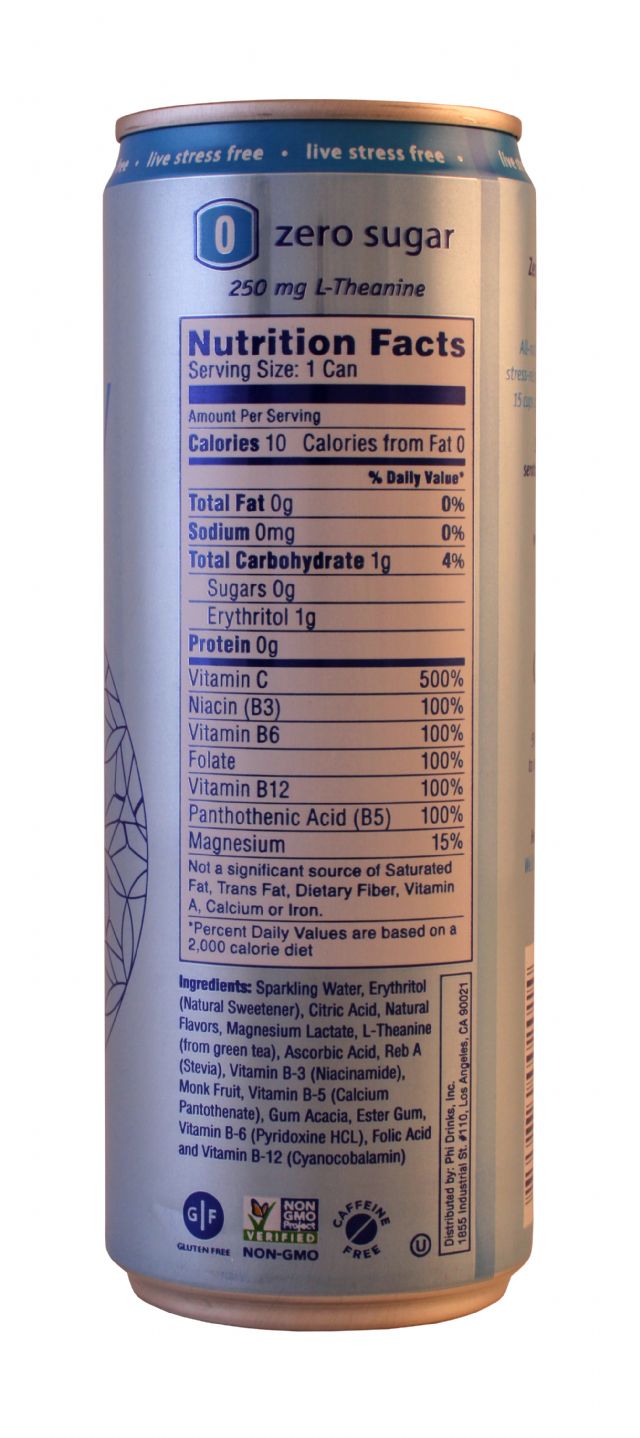 live stress free • live stress free •
0 zero sugar
250 mg L-Theanine
Nutrition Facts
Serving Size: 1 Can
Amount Per Serving
Calories 10 Calories from Fat 0
% Daily Value*
Total Fat 0g 0%
Sodium 0mg 0%
Total Carbohydrate 1g 4%
Sugars 0g
Erythritol 1g
Protein 0g
Vitamin C 500%
Niacin (B3) 100%
Vitamin B6 100%
Folate 100%
Vitamin B12 100%
Panthothenic Acid (B5) 100%
Magnesium 15%
Not a significant source of Saturated
Fat, Trans Fat, Dietary Fiber, Vitamin
A, Calcium or Iron.
*Percent Daily Values are based on a
2,000 calorie diet
Ingredients: Sparkling Water, Erythritol
(Natural Sweetener), Citric Acid, Natural
Flavors, Magnesium Lactate, L-Theanine
(from green tea), Ascorbic Acid, Reb A
(Stevia), Vitamin B-3 (Niacinamide),
Monk Fruit, Vitamin B-5 (Calcium
Pantothenate), Gum Acacia, Ester Gum,
Vitamin B-6 (Pyridoxine HCL), Folic Acid
and Vitamin B-12 (Cyanocobalamin)
Distributed by: Phi Drinks, Inc.
1855 Industrial St. #110, Los Angeles, CA 90021
GF
GLUTEN FREE
NON
GMO
Project
VERIFIED
NON-GMO
CAFFEINE
FREE
U